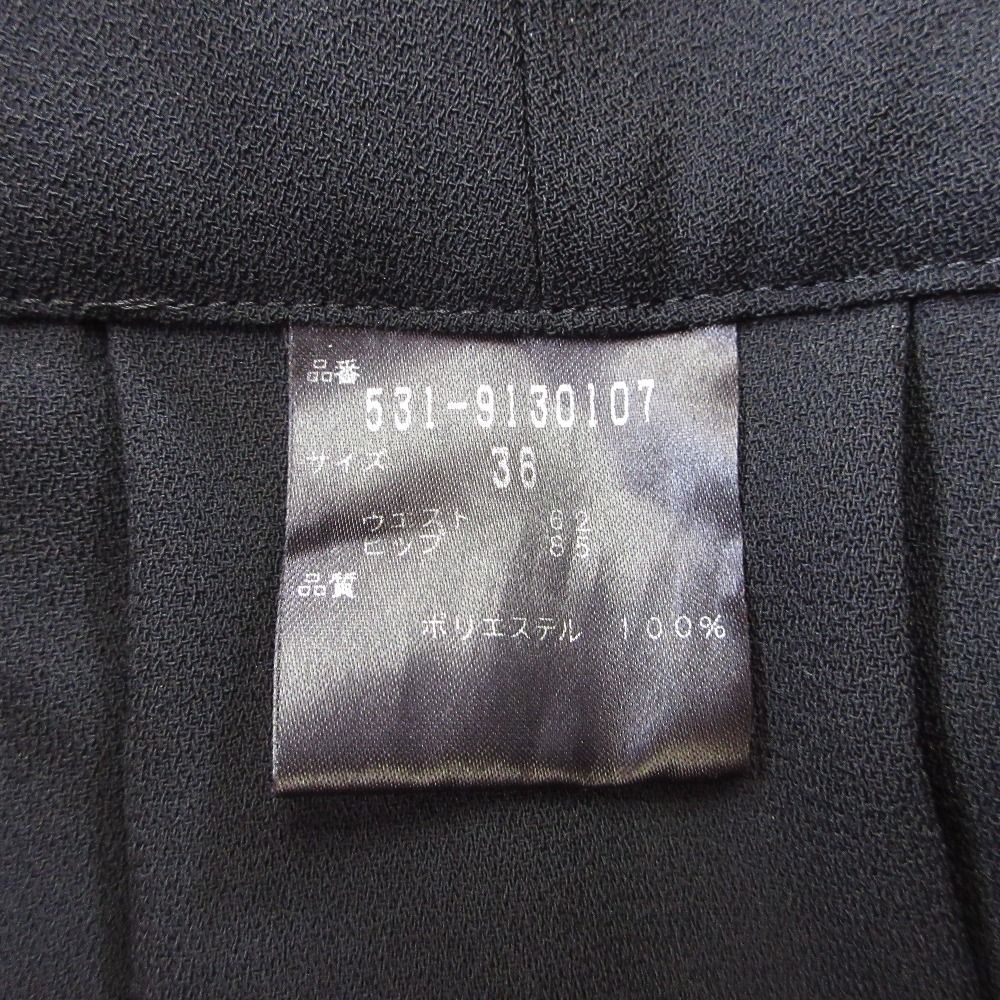 品番
531-9130107
サイズ 36
ウエスト 62
ヒップ 85
品質
ポリエステル 100%